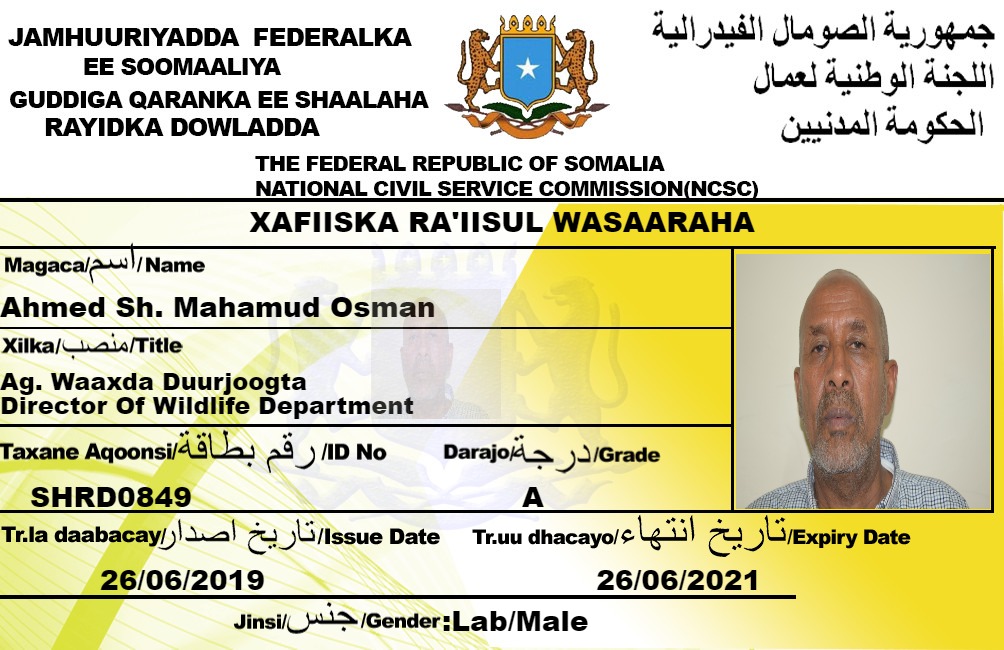 JAMHUURIYADDA FEDERALKA
EE SOOMAALIYA
GUDDIGA QARANKA EE SHAALAHA
RAYIDKA DOWLADDA
جمهورية الصومال الفيدرالية
اللجنة الوطنية لعمال
الحكومة المدنيين
THE FEDERAL REPUBLIC OF SOMALIA
NATIONAL CIVIL SERVICE COMMISSION(NCSC)
XAFIISKA RA'IISUL WASAARAHA
Magaca/اسم/Name
Ahmed Sh. Mahamud Osman
Xilka/منصب/Title
Ag. Waaxda Duurjoogta
Director Of Wildlife Department
Taxane Aqoonsi/رقم بطاقة/ID No
Darajo/درجة/Grade
SHRD0849
A
Tr.la daabacay/تاريخ اصدار/Issue Date
Tr.uu dhacayo/تاريخ انتهاء/Expiry Date
26/06/2019
26/06/2021
Jinsi/جنس/Gender:Lab/Male